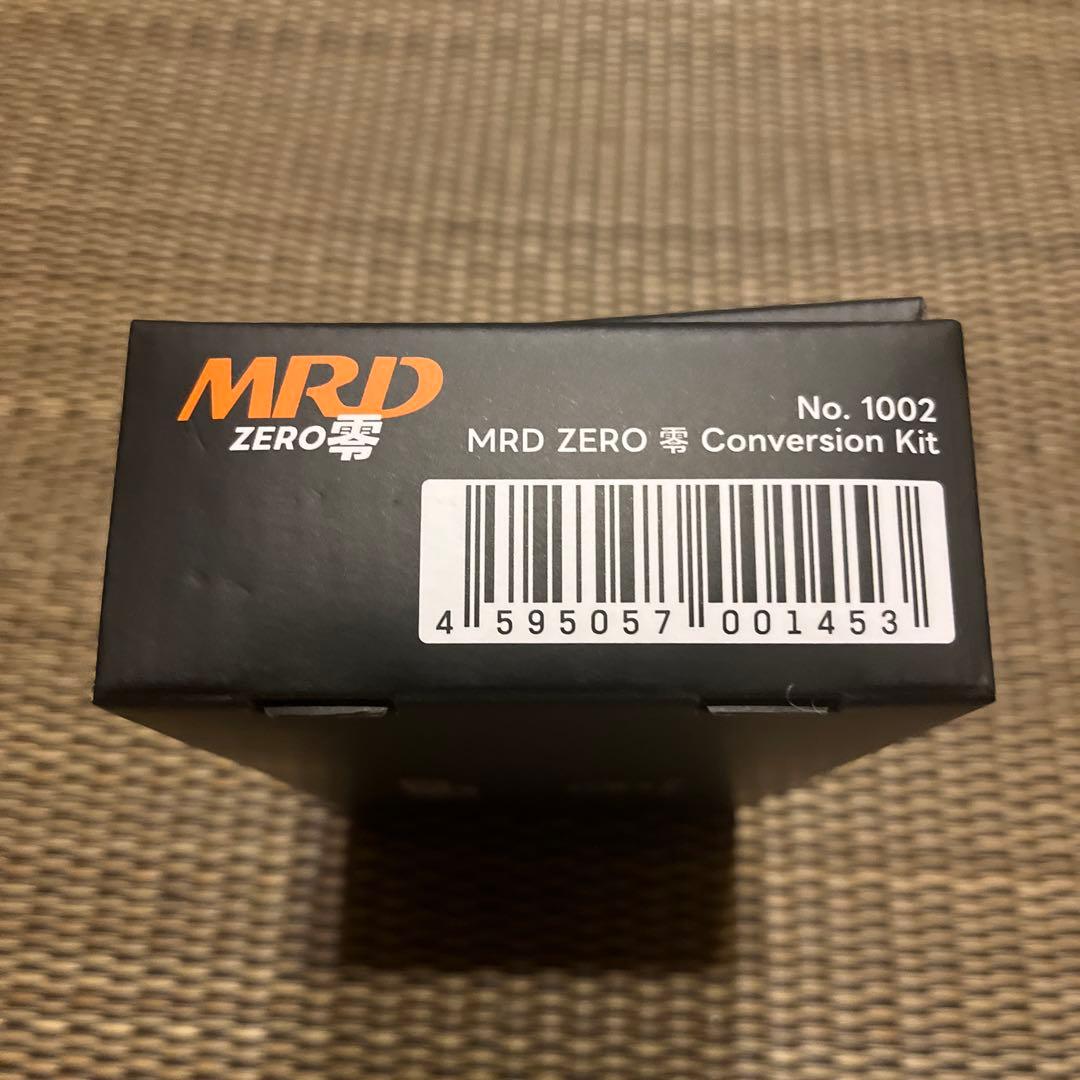 MRD
ZERO零
No. 1002
MRD ZERO 零 Conversion Kit
4 595057 001453